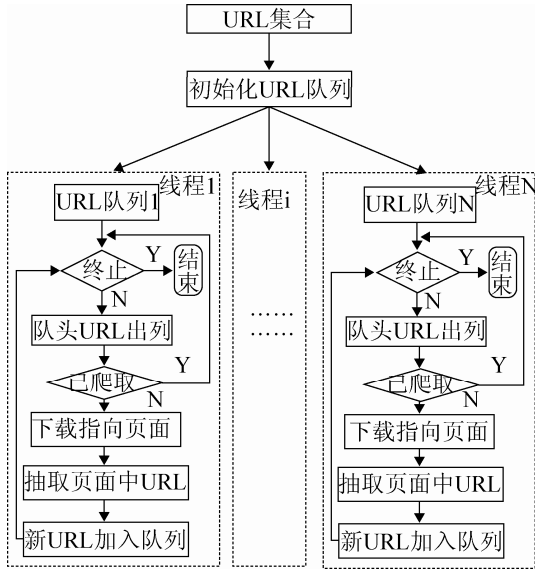 URL集合
初始化URL队列
线程1
URL队列1
终止
Y
结束
N
队头URL出列
已爬取
Y
N
下载指向页面
抽取页面中URL
新URL加入队列
线程i
……
……
线程N
URL队列N
终止
Y
结束
N
队头URL出列
已爬取
Y
N
下载指向页面
抽取页面中URL
新URL加入队列